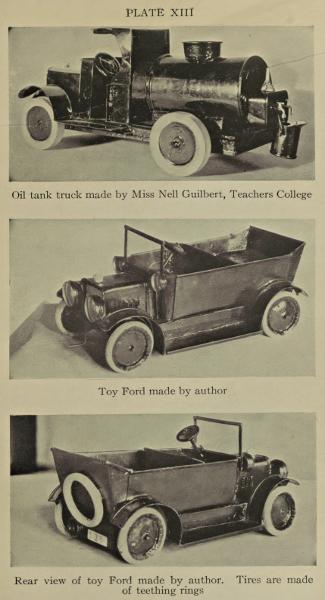 PLATE XIII
Oil tank truck made by Miss Nell Guilbert, Teachers College
Toy Ford made by author
Rear view of toy Ford made by author. Tires are made
of teething rings